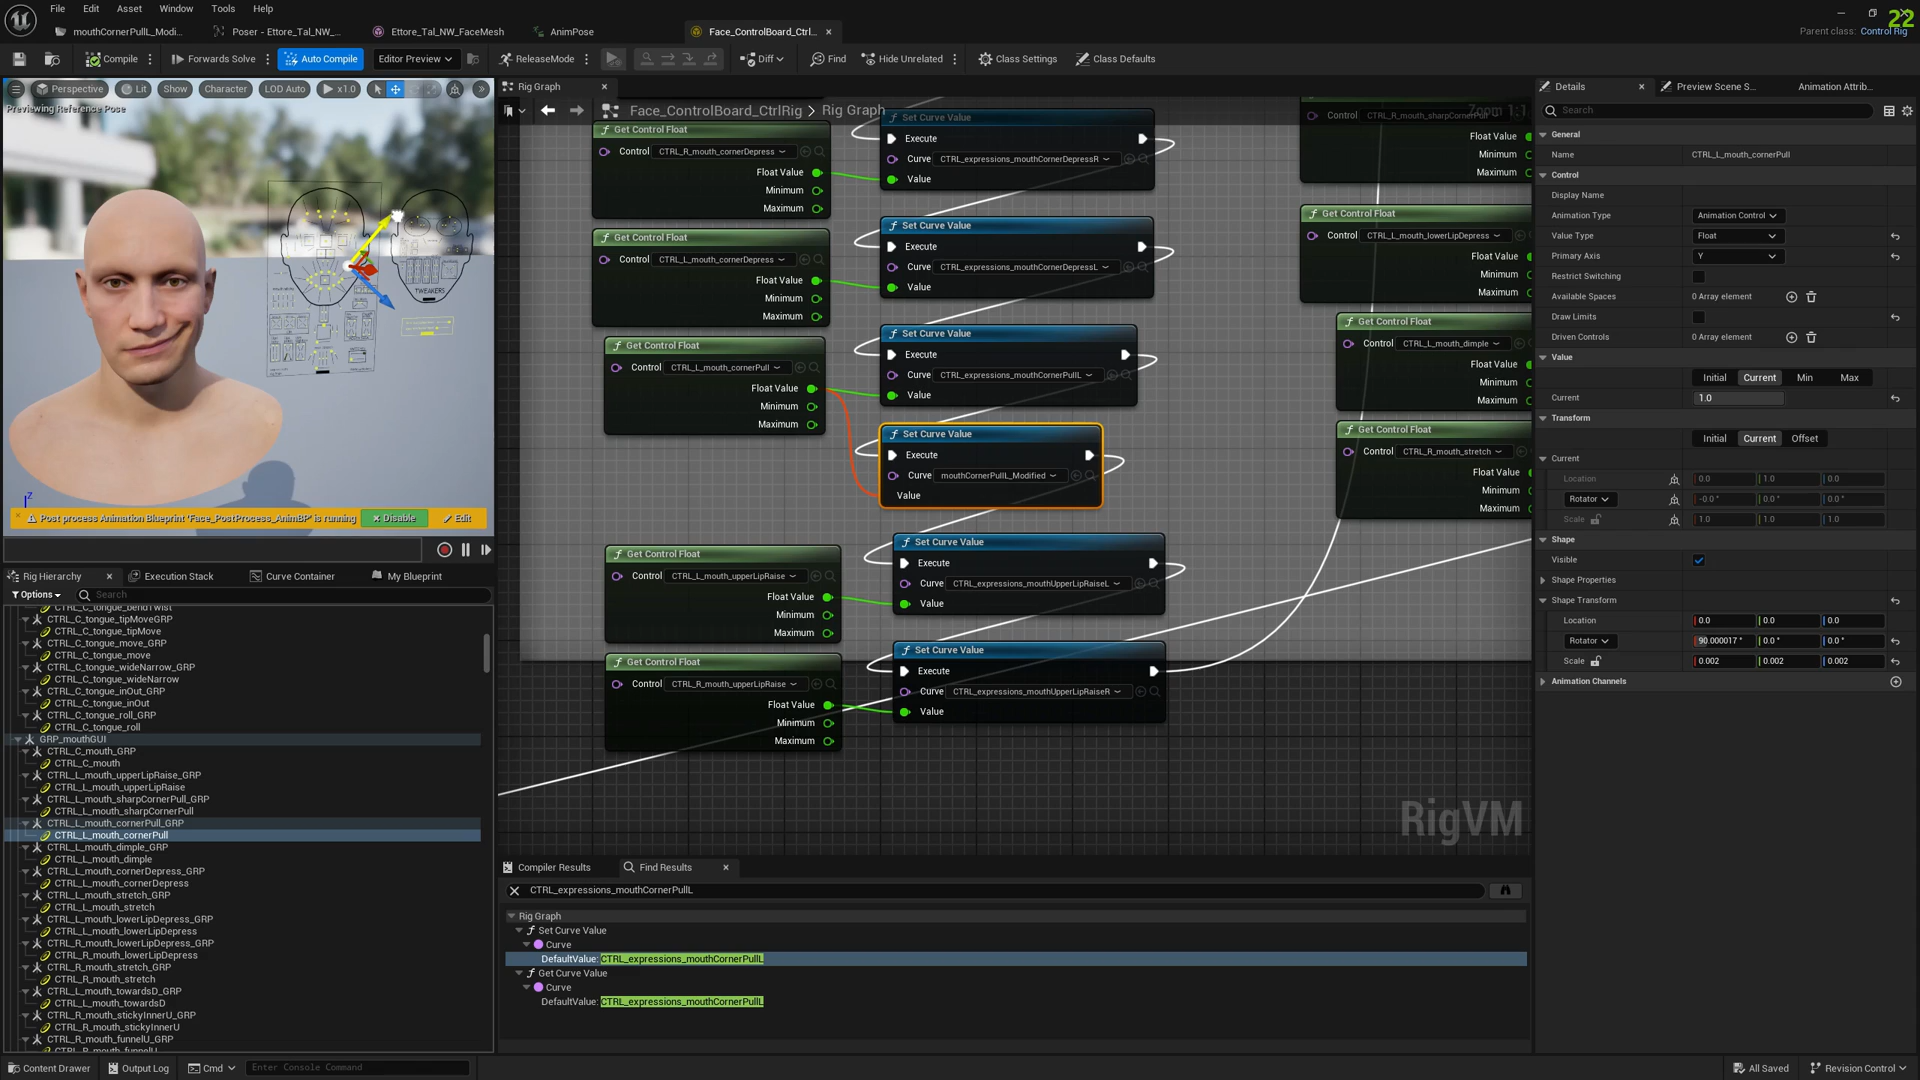 File Edit Asset Window Tools Help
22
mouthCornerPullL_Modi...
Poser - Ettore_Tal_NW_...
Ettore_Tal_NW_FaceMesh
AnimPose
Face_ControlBoard_Ctrl...
Parent class: Control Rig
Compile
Forwards Solve
Auto Compile
Editor Preview
ReleaseMode
Diff
Find
Hide Unrelated
Class Settings
Class Defaults
Perspective
Lit
Show
Character
LOD Auto
x1.0
Previewing Reference Pose
TWEAKERS
Z
Post process Animation Blueprint 'Face_PostProcess_AnimBP' is running
Disable
Edit
Rig Hierarchy
Execution Stack
Curve Container
My Blueprint
Options
Search
CTRL_C_tongue_bendTwist
CTRL_C_tongue_tipMoveGRP
CTRL_C_tongue_tipMove
CTRL_C_tongue_move_GRP
CTRL_C_tongue_move
CTRL_C_tongue_wideNarrow_GRP
CTRL_C_tongue_wideNarrow
CTRL_C_tongue_inOut_GRP
CTRL_C_tongue_inOut
CTRL_C_tongue_roll_GRP
CTRL_C_tongue_roll
GRP_mouthGUI
CTRL_C_mouth_GRP
CTRL_C_mouth
CTRL_L_mouth_upperLipRaise_GRP
CTRL_L_mouth_upperLipRaise
CTRL_L_mouth_sharpCornerPull_GRP
CTRL_L_mouth_sharpCornerPull
CTRL_L_mouth_cornerPull_GRP
CTRL_L_mouth_cornerPull
CTRL_L_mouth_dimple_GRP
CTRL_L_mouth_dimple
CTRL_L_mouth_cornerDepress_GRP
CTRL_L_mouth_cornerDepress
CTRL_L_mouth_stretch_GRP
CTRL_L_mouth_stretch
CTRL_L_mouth_lowerLipDepress_GRP
CTRL_L_mouth_lowerLipDepress
CTRL_R_mouth_lowerLipDepress_GRP
CTRL_R_mouth_lowerLipDepress
CTRL_R_mouth_stretch_GRP
CTRL_R_mouth_stretch
CTRL_L_mouth_towardsD_GRP
CTRL_L_mouth_towardsD
CTRL_R_mouth_stickyInnerU_GRP
CTRL_R_mouth_stickyInnerU
CTRL_R_mouth_funnelU_GRP
CTRL_R_mouth_funnelU
Rig Graph
Face_ControlBoard_CtrlRig > Rig Graph
Zoom 1:1
Get Control Float
Control CTRL_R_mouth_cornerDepress
Float Value
Minimum
Maximum
Set Curve Value
Execute
Curve CTRL_expressions_mouthCornerDepressR
Value
Get Control Float
Control CTRL_L_mouth_cornerDepress
Float Value
Minimum
Maximum
Set Curve Value
Execute
Curve CTRL_expressions_mouthCornerDepressL
Value
Get Control Float
Control CTRL_L_mouth_cornerPull
Float Value
Minimum
Maximum
Set Curve Value
Execute
Curve CTRL_expressions_mouthCornerPullL
Value
Set Curve Value
Execute
Curve mouthCornerPullL_Modified
Value
Get Control Float
Control CTRL_L_mouth_upperLipRaise
Float Value
Minimum
Maximum
Set Curve Value
Execute
Curve CTRL_expressions_mouthUpperLipRaiseL
Value
Get Control Float
Control CTRL_R_mouth_upperLipRaise
Float Value
Minimum
Maximum
Set Curve Value
Execute
Curve CTRL_expressions_mouthUpperLipRaiseR
Value
Control CTRL_R_mouth_sharpCornerPull
Float Value
Minimum
Maximum
Get Control Float
Control CTRL_L_mouth_lowerLipDepress
Float Value
Minimum
Maximum
Get Control Float
Control CTRL_L_mouth_dimple
Float Value
Minimum
Maximum
Get Control Float
Control CTRL_R_mouth_stretch
Float Value
Minimum
Maximum
RigVM
Compiler Results
Find Results
CTRL_expressions_mouthCornerPullL
Rig Graph
Set Curve Value
Curve
DefaultValue: CTRL_expressions_mouthCornerPullL
Get Curve Value
Curve
DefaultValue: CTRL_expressions_mouthCornerPullL
Details
Preview Scene S...
Animation Attrib...
Search
General
Name CTRL_L_mouth_cornerPull
Control
Display Name
Animation Type Animation Control
Value Type Float
Primary Axis Y
Restrict Switching
Available Spaces 0 Array element
Draw Limits
Driven Controls 0 Array element
Value
Initial Current Min Max
Current 1.0
Transform
Initial Current Offset
Current
Location 0.0 1.0 0.0
Rotator -0.0 ° 0.0 ° 0.0 °
Scale 1.0 1.0 1.0
Shape
Visible
Shape Properties
Shape Transform
Location 0.0 0.0 0.0
Rotator 90.000017 ° 0.0 ° 0.0 °
Scale 0.002 0.002 0.002
Animation Channels
Content Drawer
Output Log
Cmd
Enter Console Command
All Saved
Revision Control